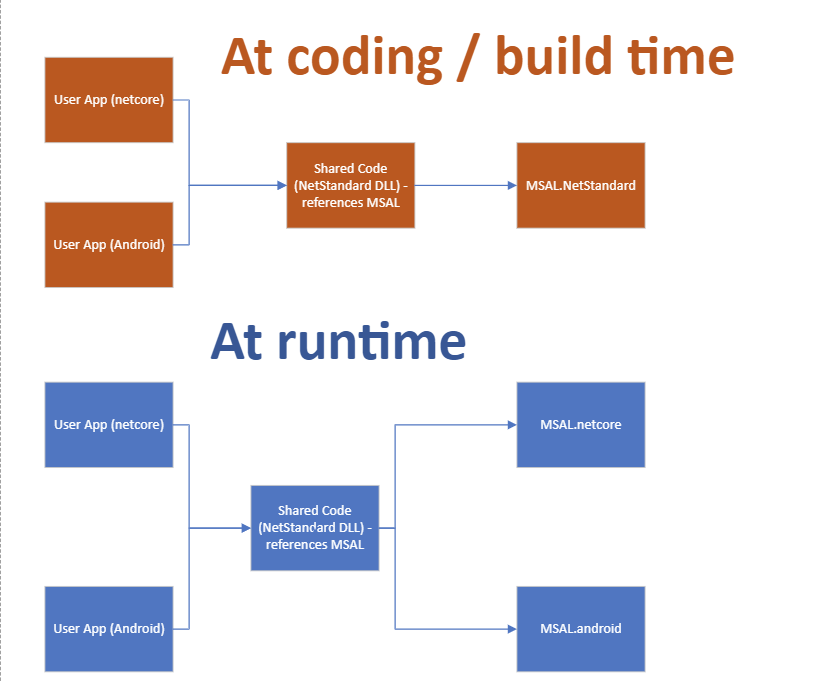 At coding / build time
User App (netcore)
Shared Code
(NetStandard DLL) -
references MSAL
MSAL.NetStandard
User App (Android)
At runtime
User App (netcore)
MSAL.netcore
Shared Code
(NetStandard DLL) -
references MSAL
User App (Android)
MSAL.android